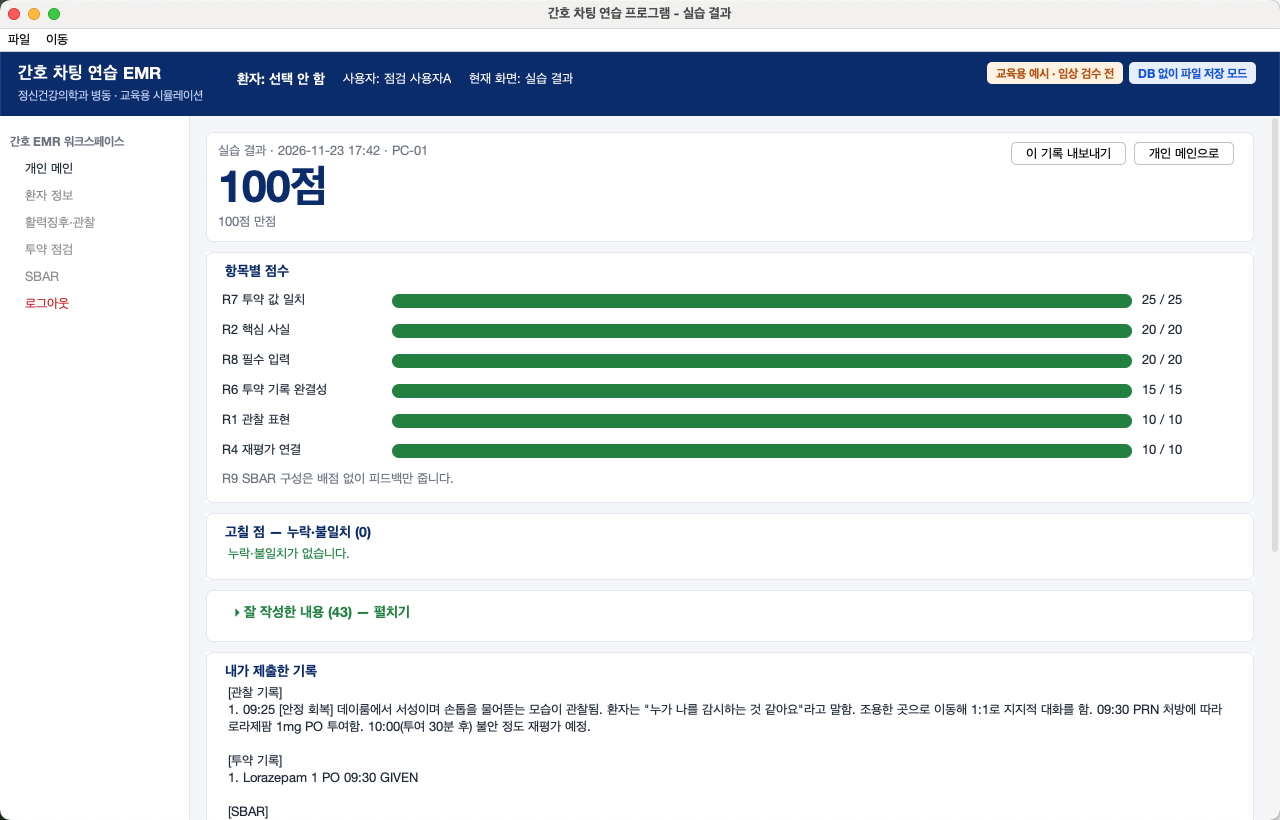 간호 차팅 연습 프로그램 - 실습 결과
파일 이동
간호 차팅 연습 EMR
정신건강의학과 병동 · 교육용 시뮬레이션
환자: 선택 안 함 사용자: 점검 사용자A 현재 화면: 실습 결과
교육용 예시 · 임상 검수 전
DB 없이 파일 저장 모드
간호 EMR 워크스페이스
개인 메인
환자 정보
활력징후·관찰
투약 점검
SBAR
로그아웃
실습 결과 · 2026-11-23 17:42 · PC-01
이 기록 내보내기
개인 메인으로
100점
100점 만점
항목별 점수
R7 투약 값 일치 25 / 25
R2 핵심 사실 20 / 20
R8 필수 입력 20 / 20
R6 투약 기록 완결성 15 / 15
R1 관찰 표현 10 / 10
R4 재평가 연결 10 / 10
R9 SBAR 구성은 배점 없이 피드백만 줍니다.
고칠 점 — 누락·불일치 (0)
누락·불일치가 없습니다.
잘 작성한 내용 (43) — 펼치기
내가 제출한 기록
[관찰 기록]
1. 09:25 [안정 회복] 데이룸에서 서성이며 손톱을 물어뜯는 모습이 관찰됨. 환자는 "누가 나를 감시하는 것 같아요"라고 말함. 조용한 곳으로 이동해 1:1로 지지적 대화를 함. 09:30 PRN 처방에 따라
로라제팜 1mg PO 투여함. 10:00(투여 30분 후) 불안 정도 재평가 예정.
[투약 기록]
1. Lorazepam 1 PO 09:30 GIVEN
[SBAR]